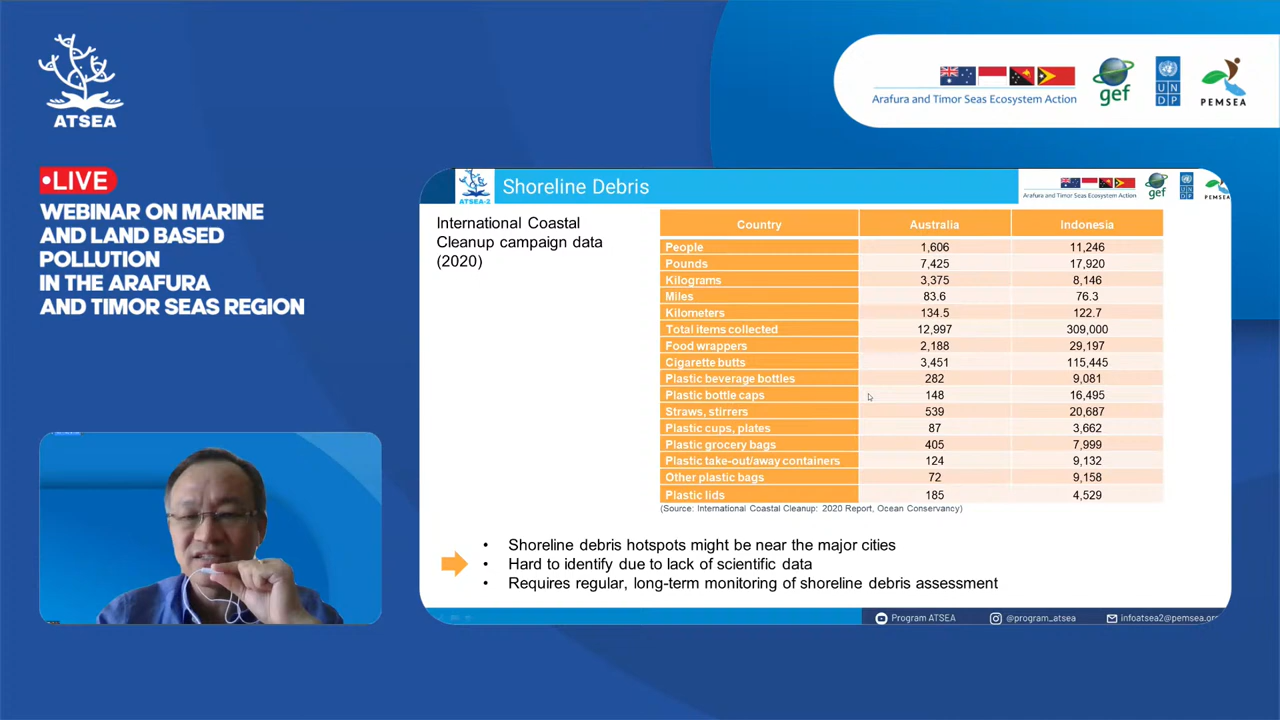 ATSEA
•LIVE
WEBINAR ON MARINE
AND LAND BASED
POLLUTION
IN THE ARAFURA
AND TIMOR SEAS REGION
Arafura and Timor Seas Ecosystem Action
gef
UN
DP
PEMSEA
ATSEA-2
Shoreline Debris
Arafura and Timor Seas Ecosystem Action
gef
UN
DP
PEMS
International Coastal
Cleanup campaign data
(2020)
Country Australia Indonesia
People 1,606 11,246
Pounds 7,425 17,920
Kilograms 3,375 8,146
Miles 83.6 76.3
Kilometers 134.5 122.7
Total items collected 12,997 309,000
Food wrappers 2,188 29,197
Cigarette butts 3,451 115,445
Plastic beverage bottles 282 9,081
Plastic bottle caps 148 16,495
Straws, stirrers 539 20,687
Plastic cups, plates 87 3,662
Plastic grocery bags 405 7,999
Plastic take-out/away containers 124 9,132
Other plastic bags 72 9,158
Plastic lids 185 4,529
(Source: International Coastal Cleanup: 2020 Report, Ocean Conservancy)
• Shoreline debris hotspots might be near the major cities
• Hard to identify due to lack of scientific data
• Requires regular, long-term monitoring of shoreline debris assessment
Program ATSEA @program_atsea infoatsea2@pemsea.org